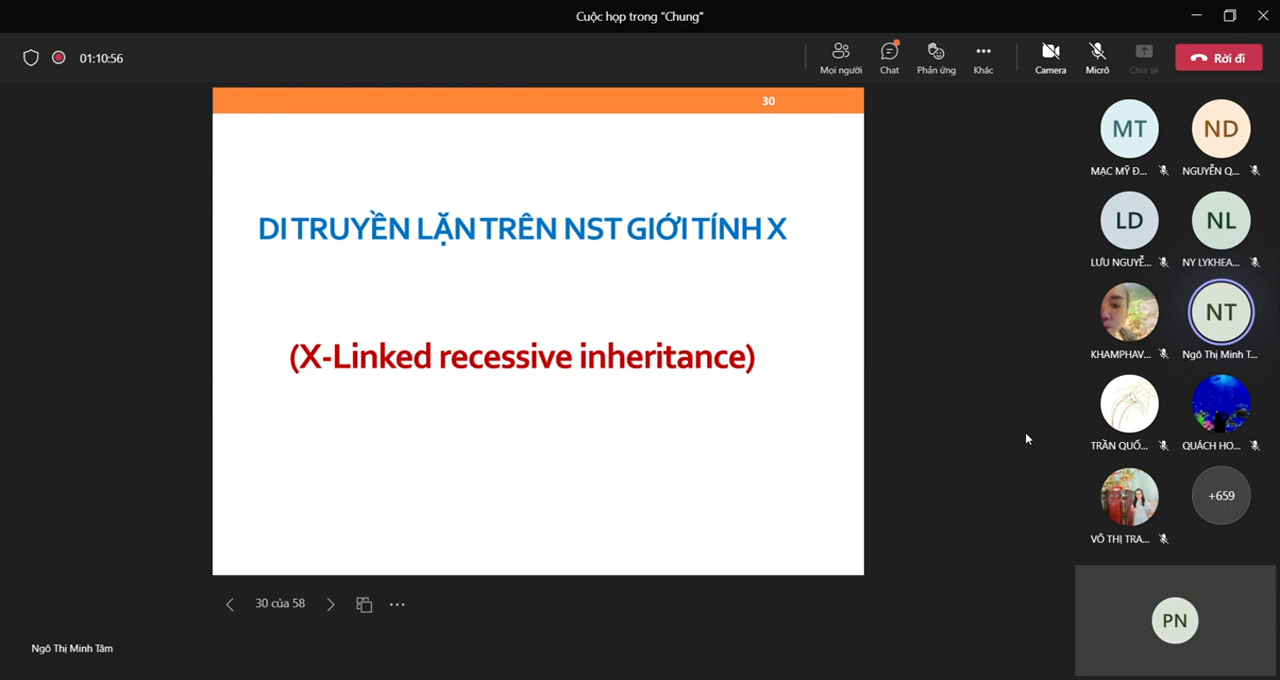 Cuộc họp trong "Chung"
01:10:56
Mọi người
Chat
Phản ứng
Khác
Camera
Micrô
Chia sẻ
Rời đi
30
DI TRUYỀN LẶN TRÊN NST GIỚI TÍNH X
(X-Linked recessive inheritance)
30 của 58
Ngô Thị Minh Tâm
MT
ND
MẠC MỸ Đ...
NGUYỄN Q...
LD
NL
LƯU NGUYỄ...
NY LYKHEA...
NT
KHAMPHAV...
Ngô Thị Minh T...
TRẦN QUỐ...
QUÁCH HO...
+659
VÕ THỊ TRA...
PN